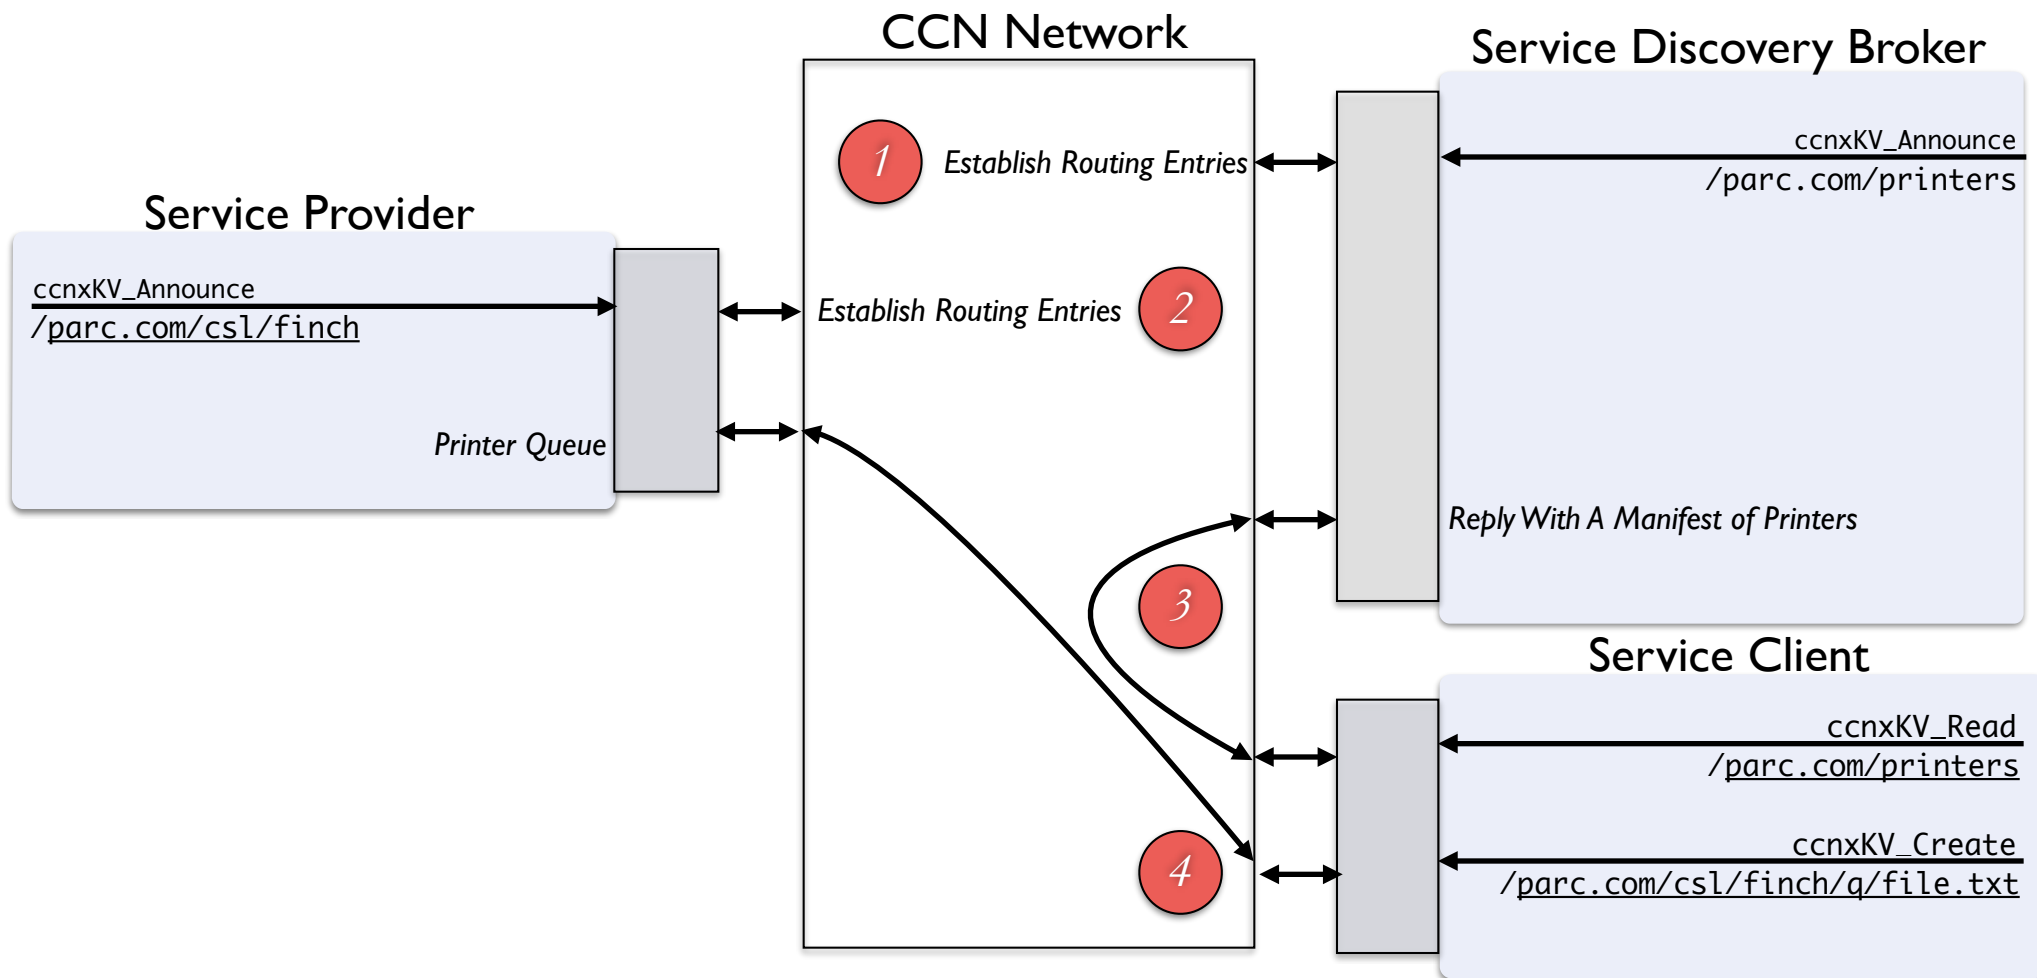 CCN Network
Service Discovery Broker
1
Establish Routing Entries
ccnxKV_Announce
/parc.com/printers
Service Provider
ccnxKV_Announce
/parc.com/csl/finch
Establish Routing Entries
2
Printer Queue
Reply With A Manifest of Printers
3
Service Client
ccnxKV_Read
/parc.com/printers
ccnxKV_Create
/parc.com/csl/finch/q/file.txt
4